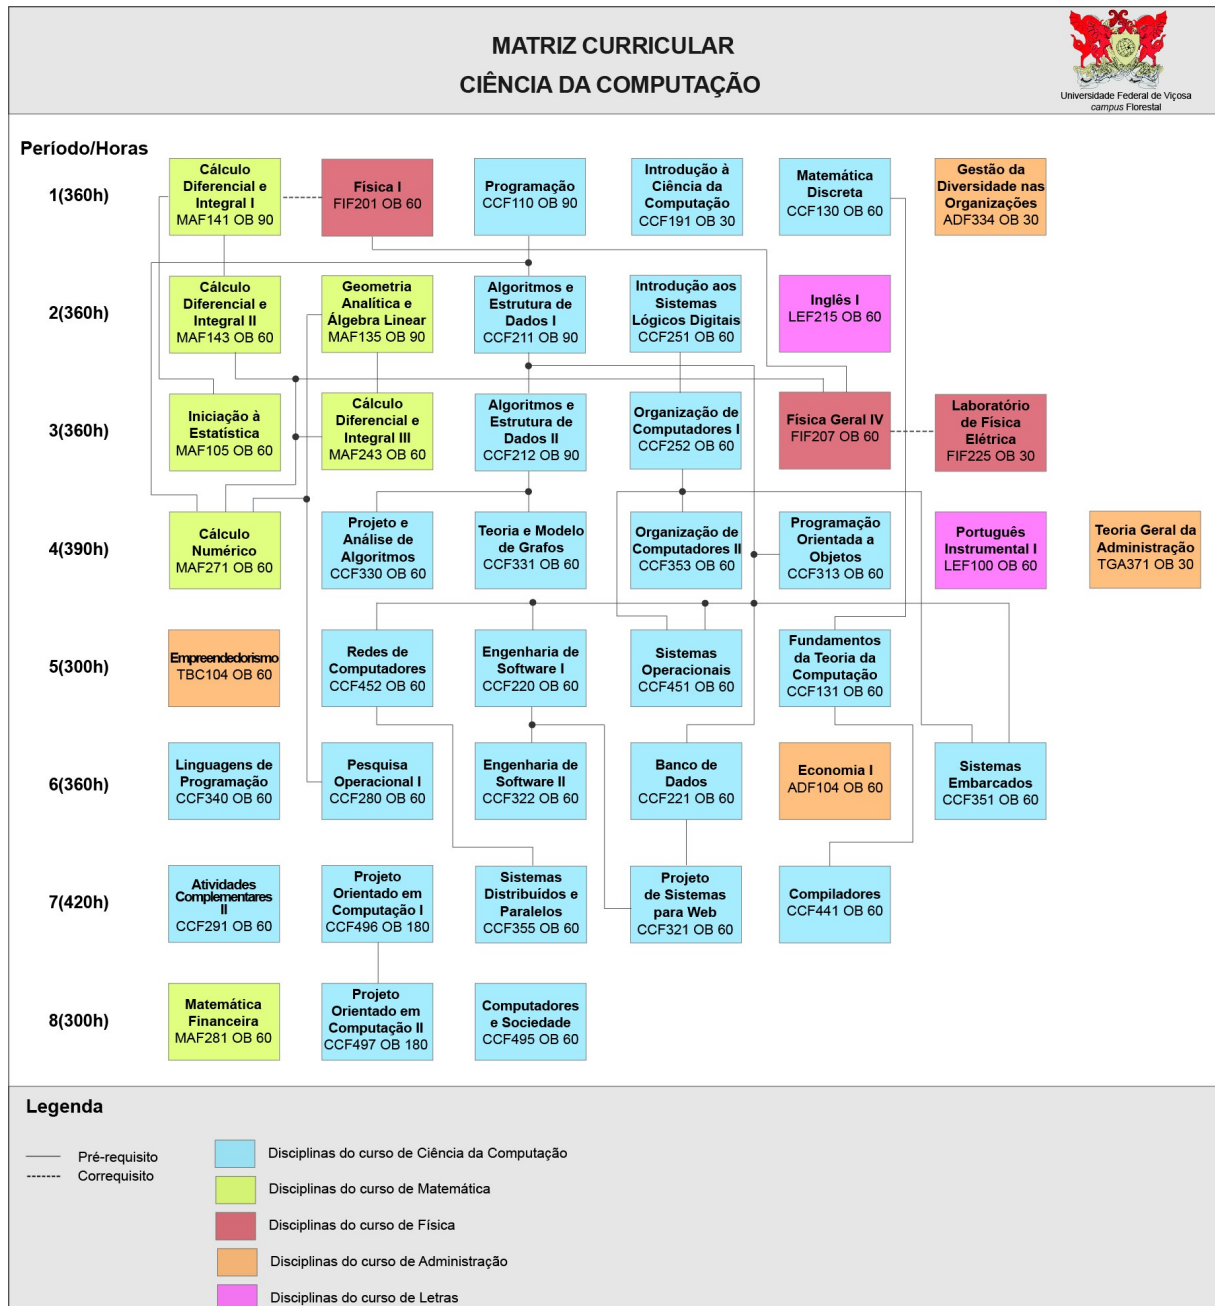 MATRIZ CURRICULAR
CIÊNCIA DA COMPUTAÇÃO
Universidade Federal de Viçosa
campus Florestal
Período/Horas
1(360h)
Cálculo
Diferencial e
Integral I
MAF141 OB 90
Física I
FIF201 OB 60
Programação
CCF110 OB 90
Introdução à
Ciência da
Computação
CCF191 OB 30
Matemática
Discreta
CCF130 OB 60
Gestão da
Diversidade nas
Organizações
ADF334 OB 30
2(360h)
Cálculo
Diferencial e
Integral II
MAF143 OB 60
Geometria
Analítica e
Álgebra Linear
MAF135 OB 90
Algoritmos e
Estrutura de
Dados I
CCF211 OB 90
Introdução aos
Sistemas
Lógicos Digitais
CCF251 OB 60
Inglês I
LEF215 OB 60
3(360h)
Iniciação à
Estatística
MAF105 OB 60
Cálculo
Diferencial e
Integral III
MAF243 OB 60
Algoritmos e
Estrutura de
Dados II
CCF212 OB 90
Organização de
Computadores I
CCF252 OB 60
Física Geral IV
FIF207 OB 60
Laboratório
de Física
Elétrica
FIF225 OB 30
4(390h)
Cálculo
Numérico
MAF271 OB 60
Projeto e
Análise de
Algoritmos
CCF330 OB 60
Teoria e Modelo
de Grafos
CCF331 OB 60
Organização de
Computadores II
CCF353 OB 60
Programação
Orientada a
Objetos
CCF313 OB 60
Português
Instrumental I
LEF100 OB 60
Teoria Geral da
Administração
TGA371 OB 30
5(300h)
Empreendedorismo
TBC104 OB 60
Redes de
Computadores
CCF452 OB 60
Engenharia de
Software I
CCF220 OB 60
Sistemas
Operacionais
CCF451 OB 60
Fundamentos
da Teoria da
Computação
CCF131 OB 60
6(360h)
Linguagens de
Programação
CCF340 OB 60
Pesquisa
Operacional I
CCF280 OB 60
Engenharia de
Software II
CCF322 OB 60
Banco de
Dados
CCF221 OB 60
Economia I
ADF104 OB 60
Sistemas
Embarcados
CCF351 OB 60
7(420h)
Atividades
Complementares
II
CCF291 OB 60
Projeto
Orientado em
Computação I
CCF496 OB 180
Sistemas
Distribuídos e
Paralelos
CCF355 OB 60
Projeto
de Sistemas
para Web
CCF321 OB 60
Compiladores
CCF441 OB 60
8(300h)
Matemática
Financeira
MAF281 OB 60
Projeto
Orientado em
Computação II
CCF497 OB 180
Computadores
e Sociedade
CCF495 OB 60
Legenda
Pré-requisito
Correquisito
Disciplinas do curso de Ciência da Computação
Disciplinas do curso de Matemática
Disciplinas do curso de Física
Disciplinas do curso de Administração
Disciplinas do curso de Letras